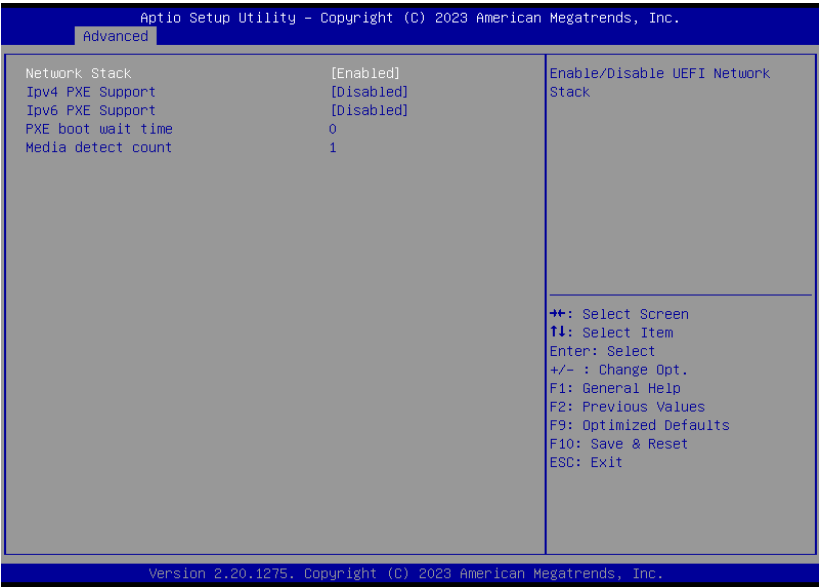 Aptio Setup Utility – Copyright (C) 2023 American Megatrends, Inc.
Advanced
Network Stack [Enabled]
Ipv4 PXE Support [Disabled]
Ipv6 PXE Support [Disabled]
PXE boot wait time 0
Media detect count 1
Enable/Disable UEFI Network
Stack
→←: Select Screen
↑↓: Select Item
Enter: Select
+/- : Change Opt.
F1: General Help
F2: Previous Values
F9: Optimized Defaults
F10: Save & Reset
ESC: Exit
Version 2.20.1275. Copyright (C) 2023 American Megatrends, Inc.